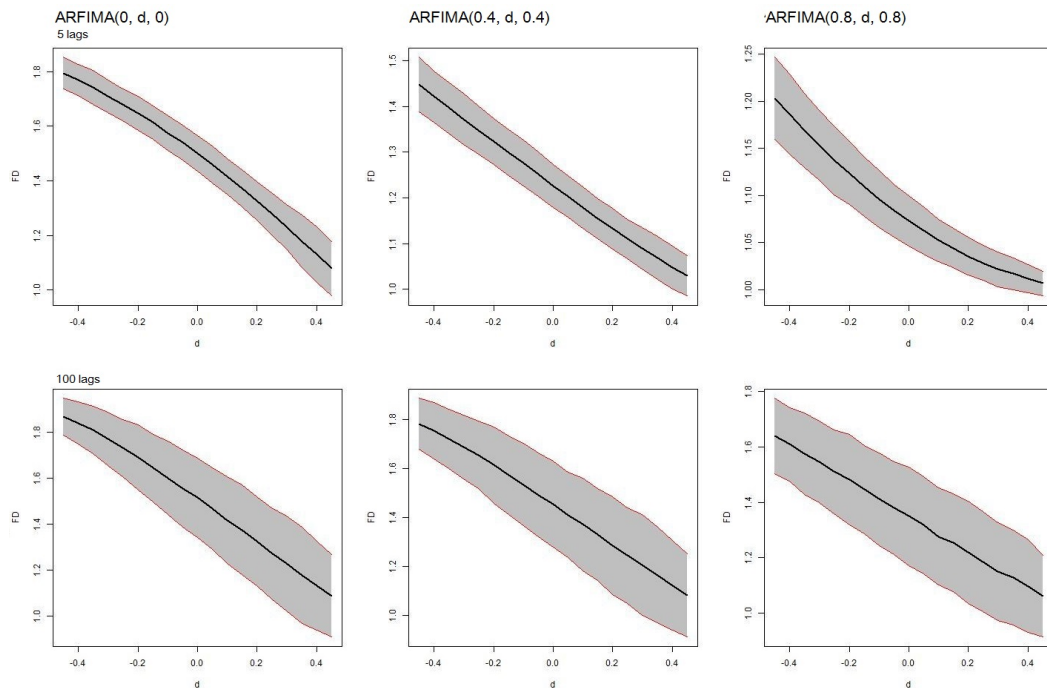 ARFIMA(0, d, 0)
5 lags
FD
1.0 1.2 1.4 1.6 1.8
-0.4 -0.2 0.0 0.2 0.4
d
ARFIMA(0.4, d, 0.4)
FD
1.0 1.1 1.2 1.3 1.4 1.5
-0.4 -0.2 0.0 0.2 0.4
d
ARFIMA(0.8, d, 0.8)
FD
1.00 1.05 1.10 1.15 1.20 1.25
-0.4 -0.2 0.0 0.2 0.4
d
100 lags
FD
1.0 1.2 1.4 1.6 1.8
-0.4 -0.2 0.0 0.2 0.4
d
FD
1.0 1.2 1.4 1.6 1.8
-0.4 -0.2 0.0 0.2 0.4
d
FD
1.0 1.2 1.4 1.6 1.8
-0.4 -0.2 0.0 0.2 0.4
d